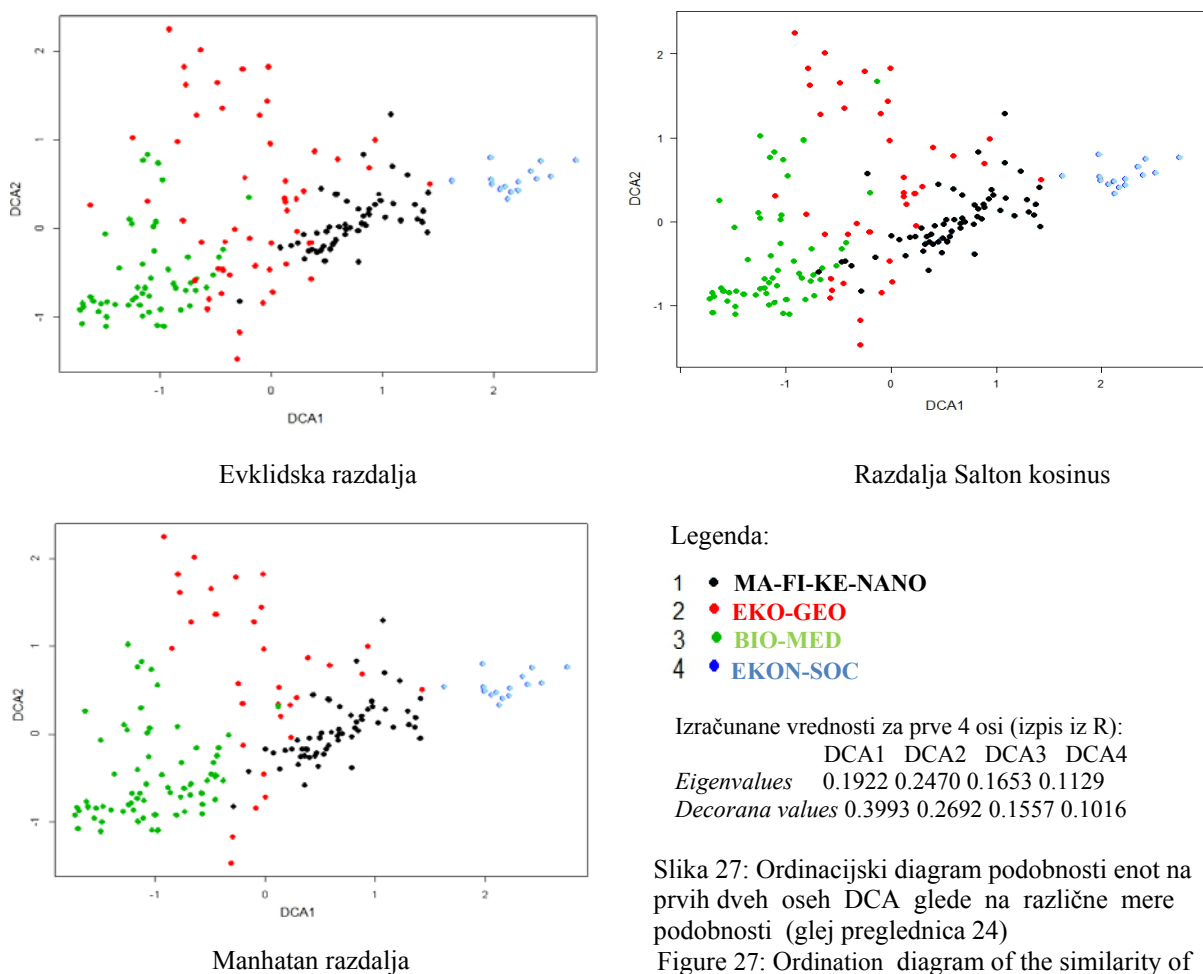 2
1
0
-1
DCA2
-1
0
1
2
DCA1
Evklidska razdalja
2
1
0
-1
DCA2
-1
0
1
2
DCA1
Razdalja Salton kosinus
2
1
0
-1
DCA2
-1
0
1
2
DCA1
Manhatan razdalja
Legenda:
1 MA-FI-KE-NANO
2 EKO-GEO
3 BIO-MED
4 EKON-SOC
Izračunane vrednosti za prve 4 osi (izpis iz R):
DCA1 DCA2 DCA3 DCA4
Eigenvalues 0.1922 0.2470 0.1653 0.1129
Decorana values 0.3993 0.2692 0.1557 0.1016
Slika 27: Ordinacijski diagram podobnosti enot na
prvih dveh oseh DCA glede na različne mere
podobnosti (glej preglednica 24)
Figure 27: Ordination diagram of the similarity of